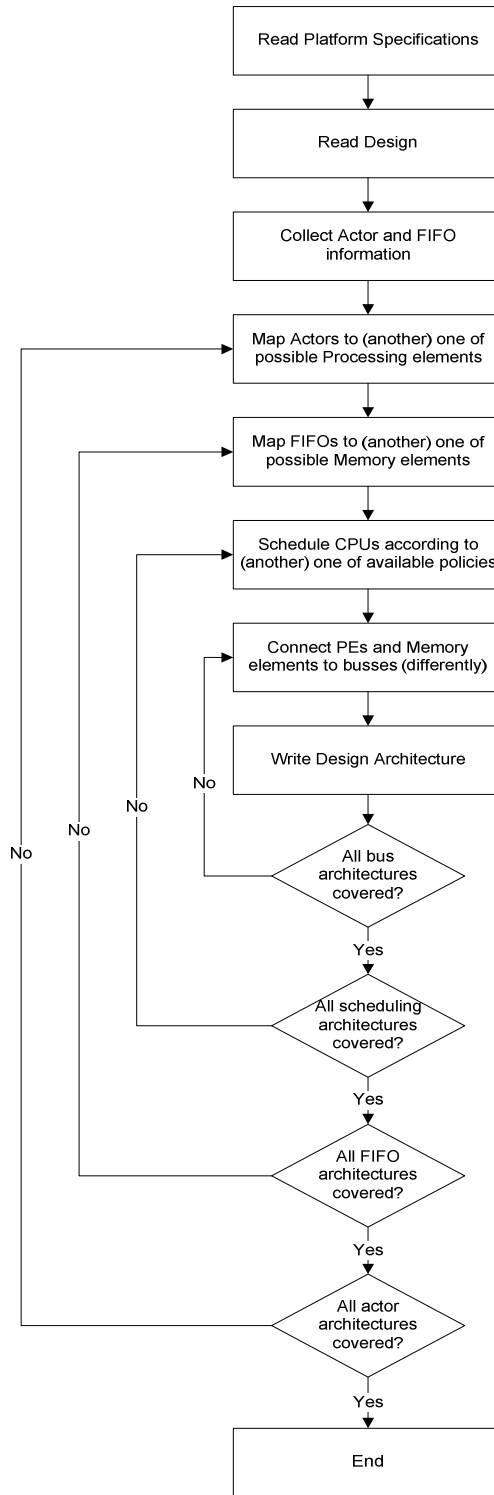 Read Platform Specifications
Read Design
Collect Actor and FIFO
information
Map Actors to (another) one of
possible Processing elements
Map FIFOs to (another) one of
possible Memory elements
Schedule CPUs according to
(another) one of available policies
Connect PEs and Memory
elements to busses (differently)
Write Design Architecture
No
No
No
No
All bus
architectures
covered?
Yes
All scheduling
architectures
covered?
Yes
All FIFO
architectures
covered?
Yes
All actor
architectures
covered?
Yes
End